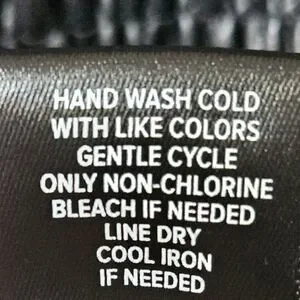 HAND WASH COLD
WITH LIKE COLORS
GENTLE CYCLE
ONLY NON-CHLORINE
BLEACH IF NEEDED
LINE DRY
COOL IRON
IF NEEDED